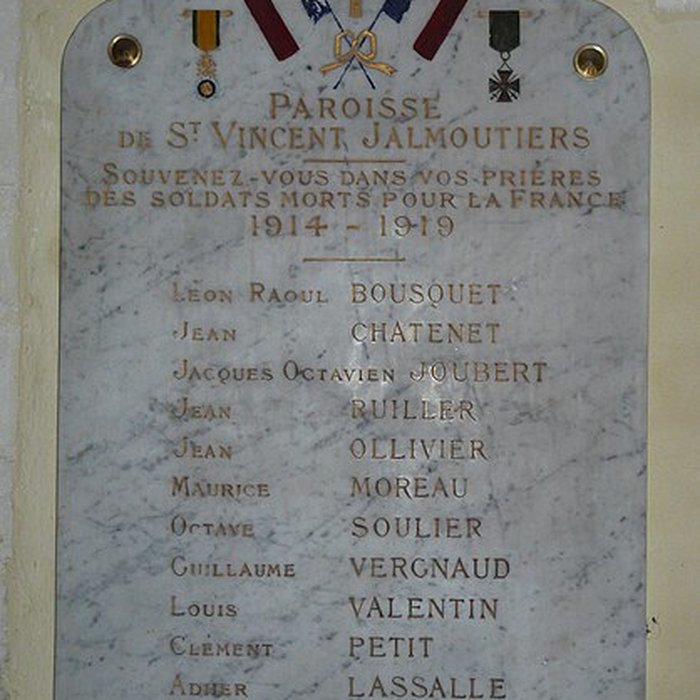 PAROISSE
DE ST VINCENT JALMOUTIERS
SOUVENEZ-VOUS DANS VOS PRIÈRES
DES SOLDATS MORTS POUR LA FRANCE
1914 - 1919
LÉON RAOUL BOUSQUET
JEAN CHATENET
JACQUES OCTAVIEN JOUBERT
JEAN RUILLER
JEAN OLLIVIER
MAURICE MOREAU
OCTAVE SOULIER
GUILLAUME VERGNAUD
LOUIS VALENTIN
CLÉMENT PETIT
LASSALLE